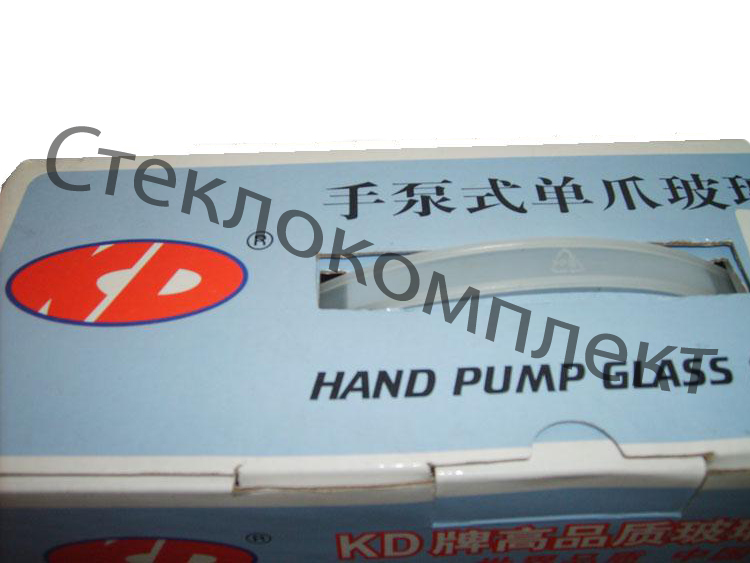 手泵式单爪玻
®
KD
Стеклокомплект
HAND PUMP GLASS
®
KD牌高品质玻